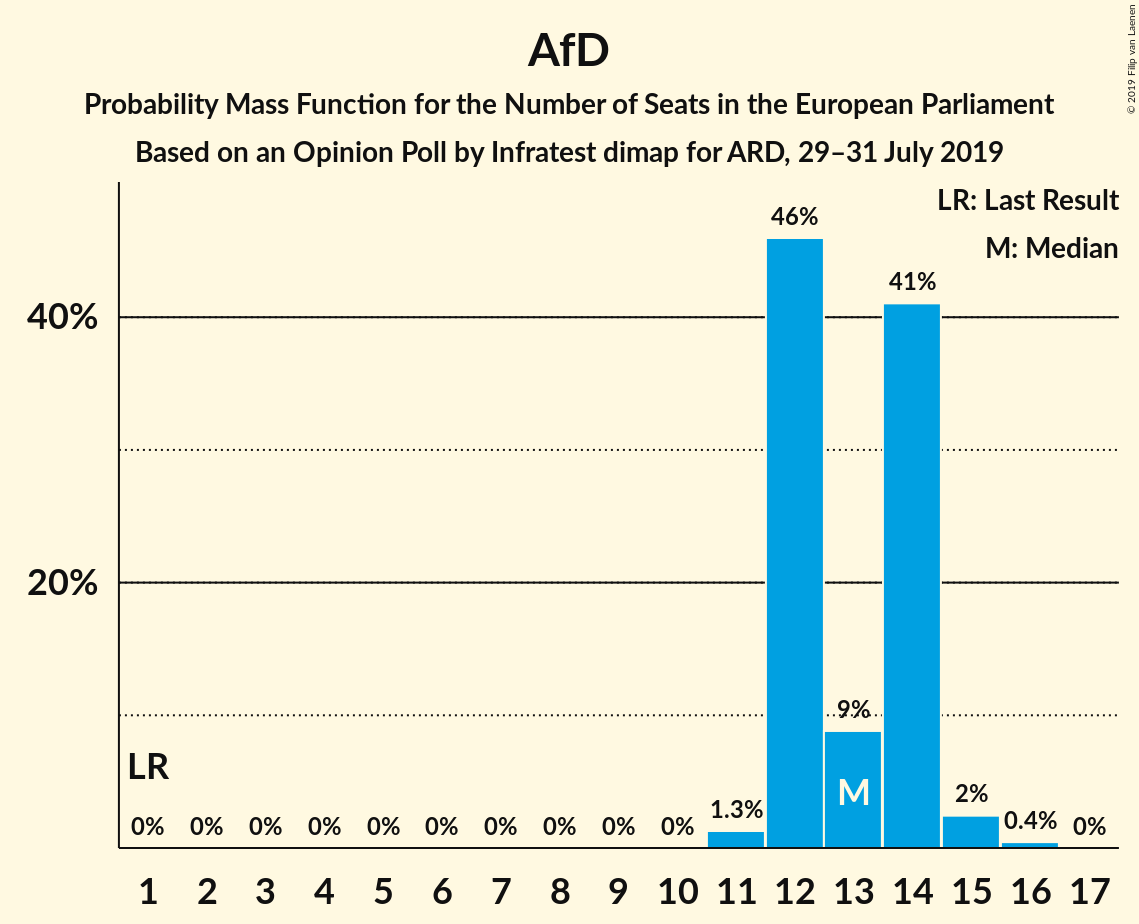 AfD
Probability Mass Function for the Number of Seats in the European Parliament
Based on an Opinion Poll by Infratest dimap for ARD, 29–31 July 2019
© 2019 Filip van Laenen
LR: Last Result
M: Median
46%
41%
40%
20%
9%
LR
M
0% 0% 0% 0% 0% 0% 0% 0% 0% 0% 1.3% 2% 0.4% 0%
1 2 3 4 5 6 7 8 9 10 11 12 13 14 15 16 17